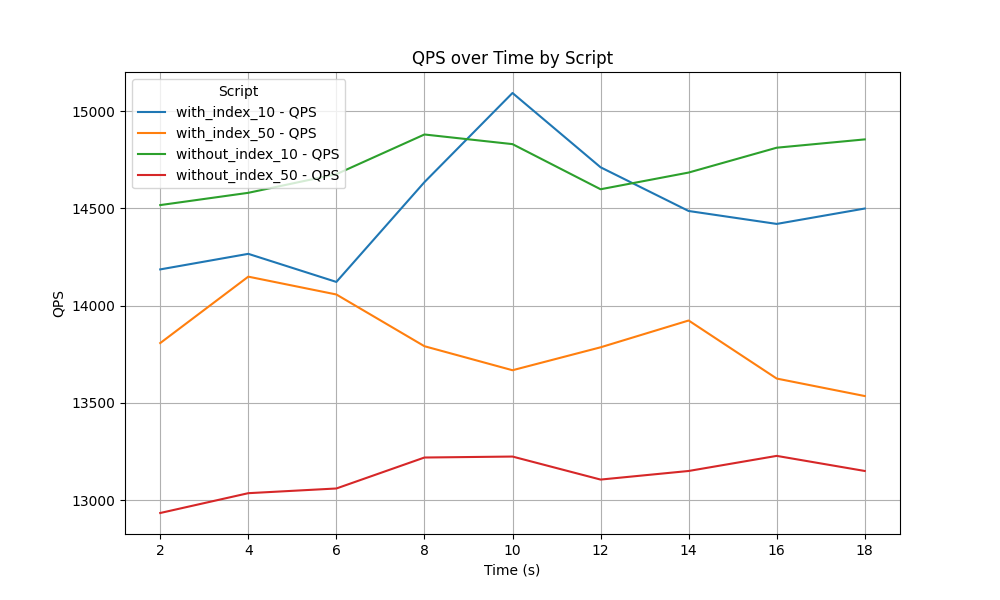 QPS over Time by Script
Script
with_index_10 - QPS
with_index_50 - QPS
without_index_10 - QPS
without_index_50 - QPS
15000
14500
14000
13500
13000
QPS
2 4 6 8 10 12 14 16 18
Time (s)